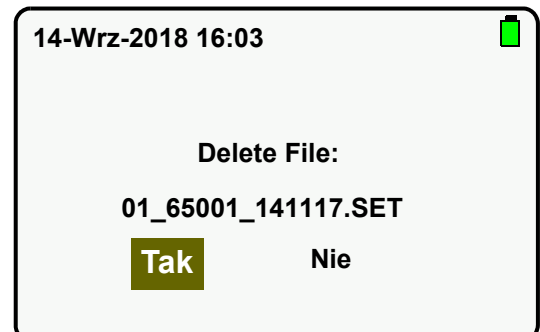 14-Wrz-2018 16:03
Delete File:
01_65001_141117.SET
Tak Nie